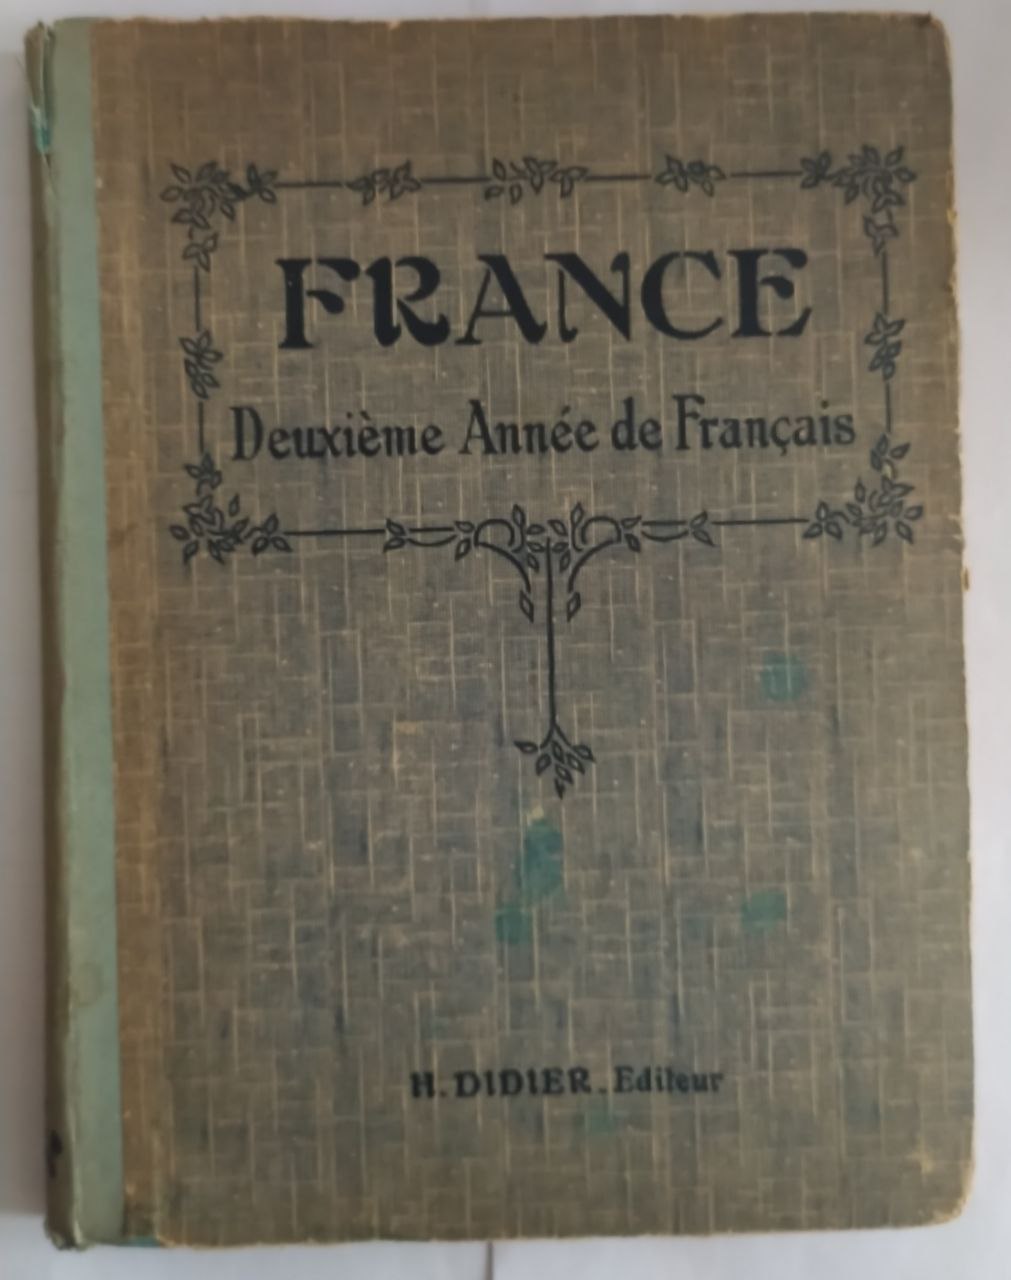 FRANCE
Deuxième Année de Français
H. DIDIER. Editeur